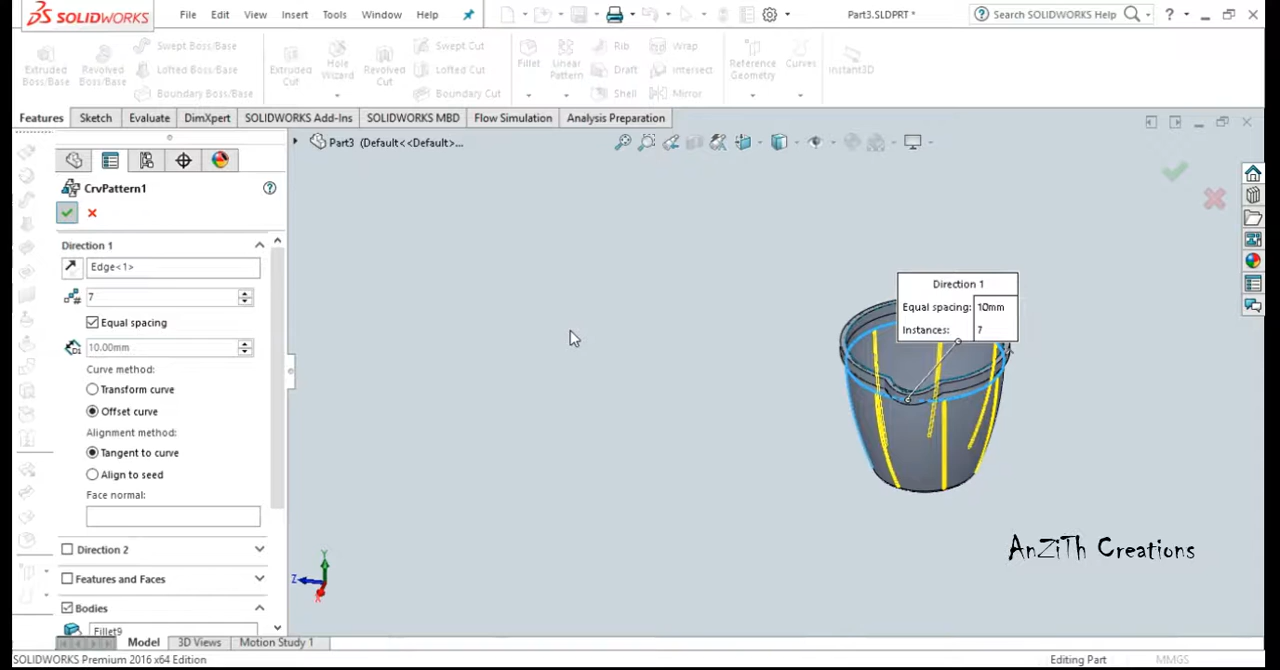 SOLIDWORKS
File Edit View Insert Tools Window Help
Part3.SLDPRT *
Search SOLIDWORKS Help
Extruded Boss/Base
Revolved Boss/Base
Swept Boss/Base
Lofted Boss/Base
Boundary Boss/Base
Extruded Cut
Hole Wizard
Revolved Cut
Swept Cut
Lofted Cut
Boundary Cut
Fillet
Linear Pattern
Rib
Draft
Shell
Wrap
Intersect
Mirror
Reference Geometry
Curves
Instant3D
Features Sketch Evaluate DimXpert SOLIDWORKS Add-Ins SOLIDWORKS MBD Flow Simulation Analysis Preparation
Part3 (Default<<Default>...
CrvPattern1
Direction 1
Edge<1>
7
Equal spacing
10.00mm
Curve method:
Transform curve
Offset curve
Alignment method:
Tangent to curve
Align to seed
Face normal:
Direction 2
Features and Faces
Bodies
Fillet9
Direction 1
Equal spacing: 10mm
Instances: 7
AnZiTh Creations
Y
Z
X
Model 3D Views Motion Study 1
SOLIDWORKS Premium 2016 x64 Edition
Editing Part
MMGS